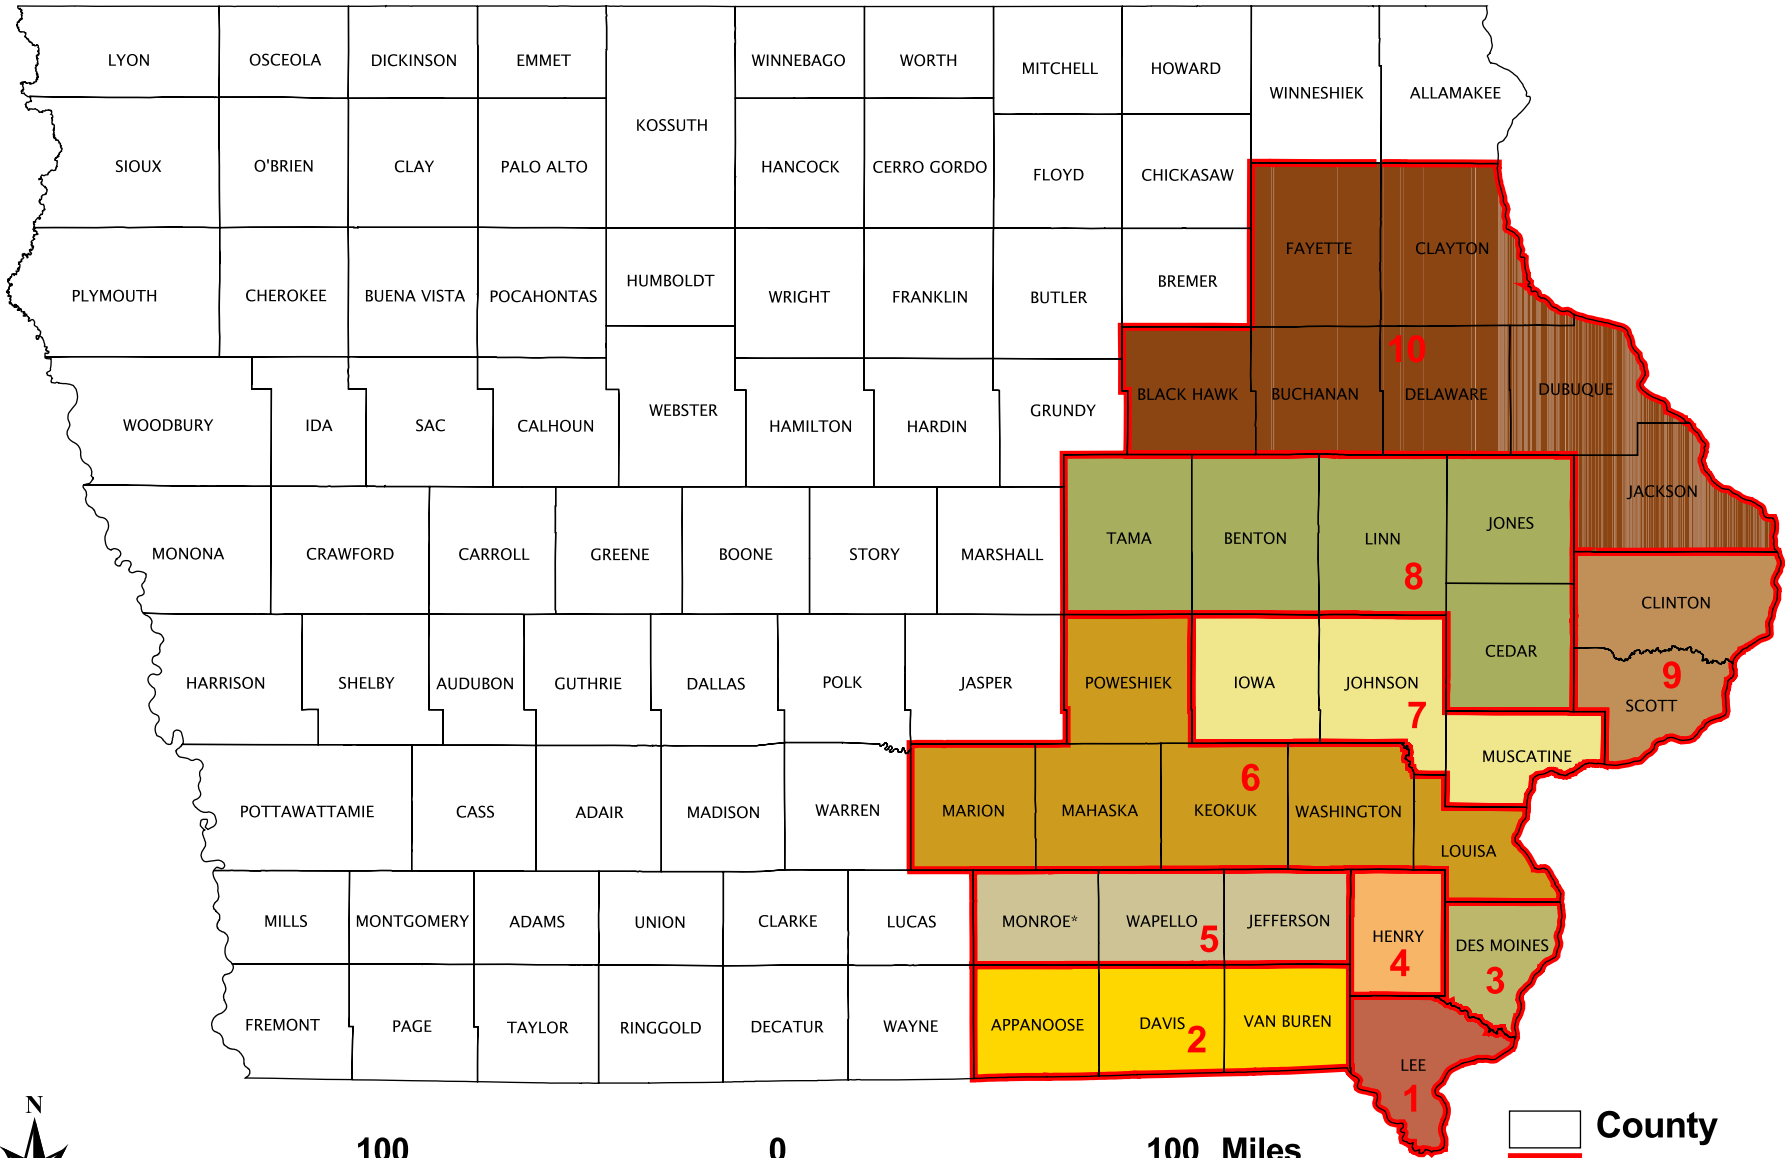 LYON OSCEOLA DICKINSON EMMET WINNEBAGO WORTH MITCHELL HOWARD
WINNESHIEK ALLAMAKEE
KOSSUTH
SIOUX O'BRIEN CLAY PALO ALTO HANCOCK CERRO GORDO FLOYD CHICKASAW
FAYETTE CLAYTON
PLYMOUTH CHEROKEE BUENA VISTA POCAHONTAS HUMBOLDT WRIGHT FRANKLIN BUTLER BREMER
10
WOODBURY IDA SAC CALHOUN WEBSTER HAMILTON HARDIN GRUNDY BLACK HAWK BUCHANAN DELAWARE DUBUQUE
JACKSON
MONONA CRAWFORD CARROLL GREENE BOONE STORY MARSHALL TAMA BENTON LINN JONES
8
CLINTON
CEDAR
HARRISON SHELBY AUDUBON GUTHRIE DALLAS POLK JASPER POWESHIEK IOWA JOHNSON 9
7 SCOTT
MUSCATINE
6
POTTAWATTAMIE CASS ADAIR MADISON WARREN MARION MAHASKA KEOKUK WASHINGTON
LOUISA
MILLS MONTGOMERY ADAMS UNION CLARKE LUCAS MONROE* WAPELLO JEFFERSON
5 HENRY DES MOINES
4 3
FREMONT PAGE TAYLOR RINGGOLD DECATUR WAYNE APPANOOSE DAVIS VAN BUREN
2
LEE
1
N
County
100 0 100 Miles